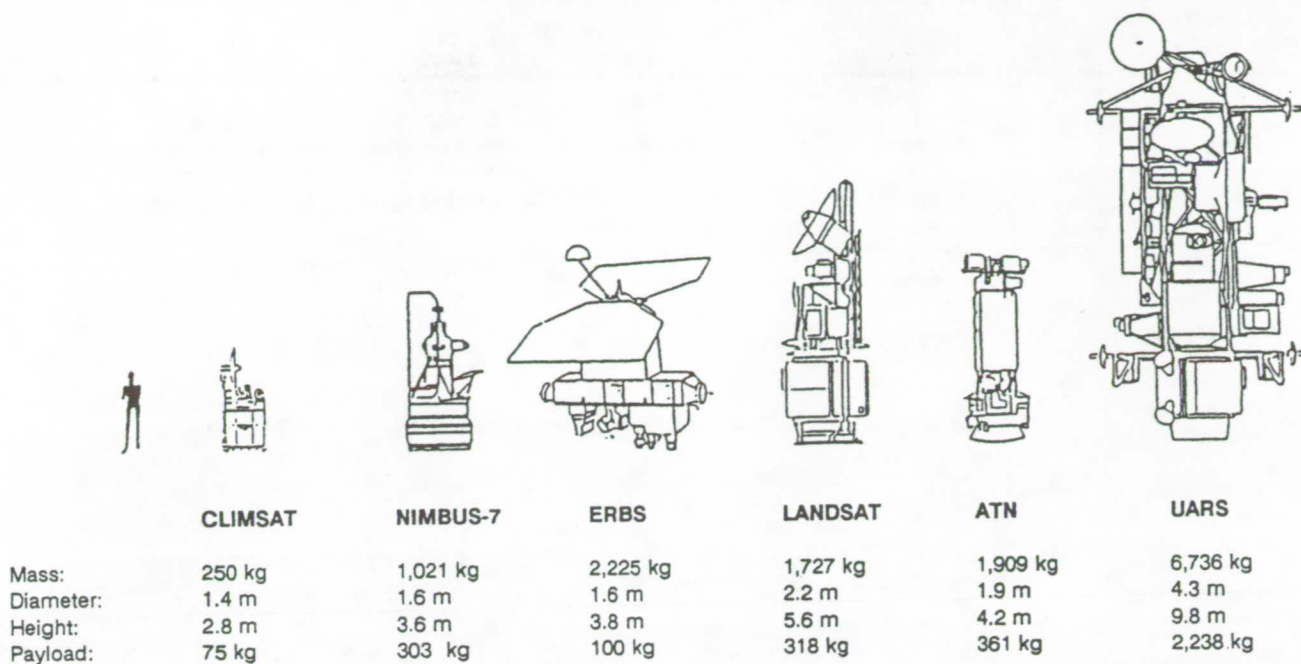 CLIMSAT NIMBUS-7 ERBS LANDSAT ATN UARS
Mass: 250 kg 1,021 kg 2,225 kg 1,727 kg 1,909 kg 6,736 kg
Diameter: 1.4 m 1.6 m 1.6 m 2.2 m 1.9 m 4.3 m
Height: 2.8 m 3.6 m 3.8 m 5.6 m 4.2 m 9.8 m
Payload: 75 kg 303 kg 100 kg 318 kg 361 kg 2,238 kg